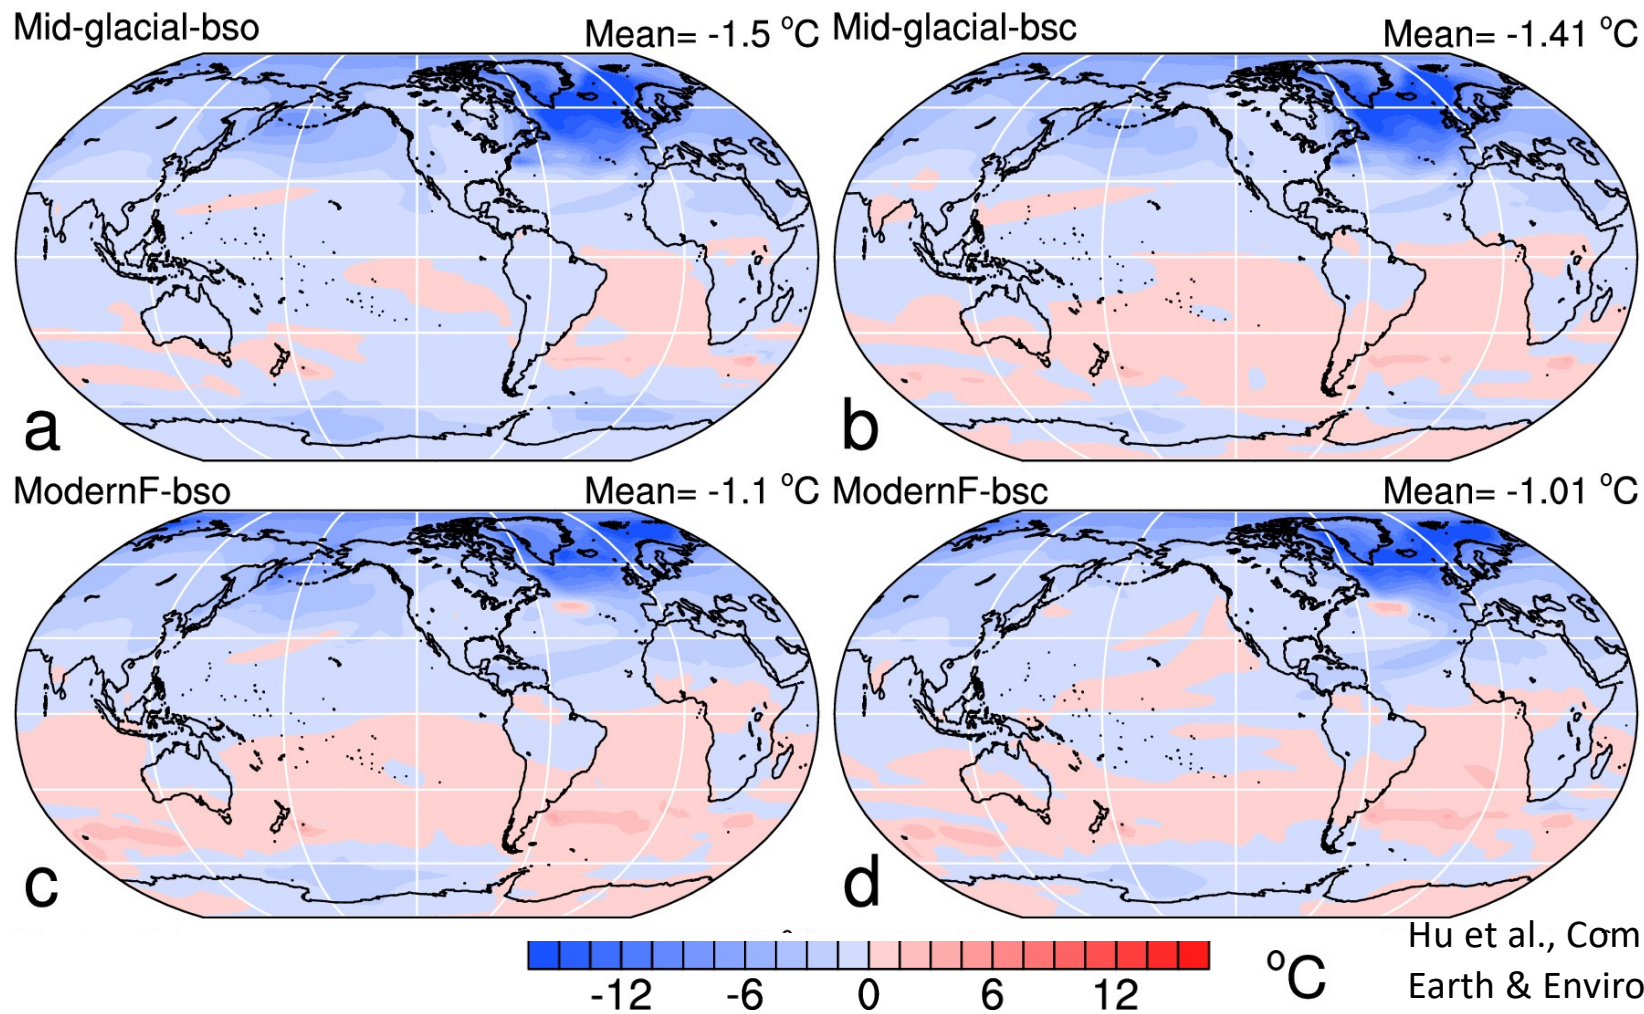 Mid-glacial-bso
Mean= -1.5 °C
Mid-glacial-bsc
Mean= -1.41 °C
a
b
ModernF-bso
Mean= -1.1 °C
ModernF-bsc
Mean= -1.01 °C
c
d
-12 -6 0 6 12
°C
Hu et al., Com
Earth & Enviro